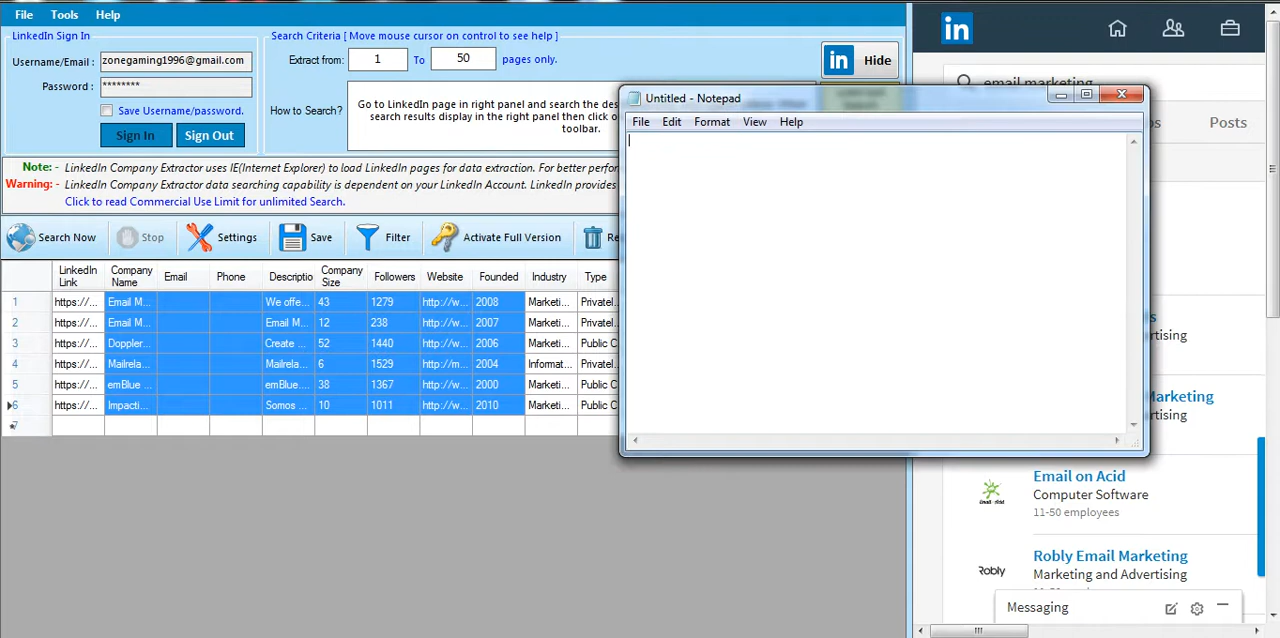 File Tools Help
LinkedIn Sign In
Username/Email : zonegaming1996@gmail.com
Password : ********
Save Username/password.
Sign In Sign Out
Search Criteria [ Move mouse cursor on control to see help ]
Extract from: 1 To 50 pages only.
How to Search?
Go to LinkedIn page in right panel and search the des
search results display in the right panel then click o
toolbar.
in Hide
Note: - LinkedIn Company Extractor uses IE(Internet Explorer) to load LinkedIn pages for data extraction. For better perfor
Warning: - LinkedIn Company Extractor data searching capability is dependent on your LinkedIn Account. LinkedIn provides
Click to read Commercial Use Limit for unlimited Search.
Search Now Stop Settings Save Filter Activate Full Version Re
LinkedIn Link Company Name Email Phone Descriptio Company Size Followers Website Founded Industry Type
1 https://... Email M... We offe... 43 1279 http://w... 2008 Marketi... Privatel...
2 https://... Email M... Email M... 12 238 http://w... 2007 Marketi... Privatel...
3 https://... Doppler... Create ... 52 1440 http://w... 2006 Marketi... Public C
4 https://... Mailrela... Mailrela... 6 1529 http://m... 2004 Informat... Privatel...
5 https://... emBlue ... emBlue... 38 1367 http://w... 2000 Marketi... Public C
6 https://... Impacti... Somos ... 10 1011 http://w... 2010 Marketi... Public C
7
Untitled - Notepad
File Edit Format View Help
in
email marketing
Posts
ertising
Marketing
ertising
Email on Acid
Computer Software
11-50 employees
Robly Email Marketing
Marketing and Advertising
Robly
Messaging